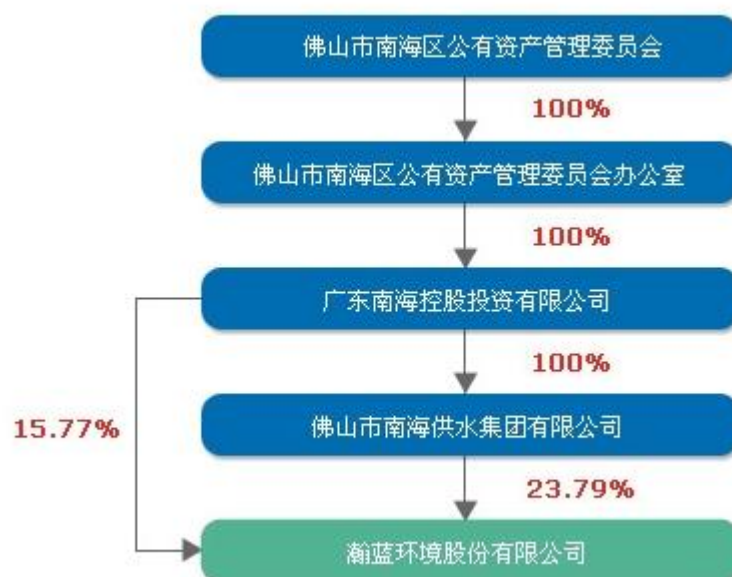 佛山市南海区公有资产管理委员会
100%
佛山市南海区公有资产管理委员会办公室
100%
广东南海控股投资有限公司
100%
15.77%
佛山市南海供水集团有限公司
23.79%
瀚蓝环境股份有限公司